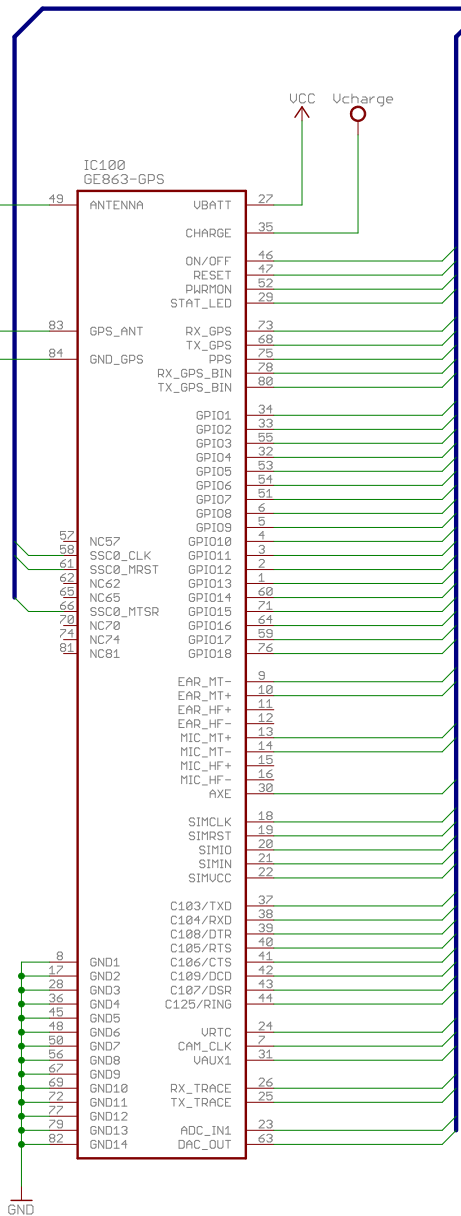 VCC Vcharge
IC100
GE863-GPS
49 ANTENNA VBATT 27
CHARGE 35
ON/OFF 46
RESET 47
PWRMON 52
STAT_LED 29
83 GPS_ANT RX_GPS 73
TX_GPS 68
84 GND_GPS PPS 75
RX_GPS_BIN 78
TX_GPS_BIN 80
GPIO1 34
GPIO2 33
GPIO3 55
GPIO4 32
GPIO5 53
GPIO6 54
GPIO7 51
GPIO8 6
GPIO9 5
57 NC57 GPIO10 4
58 SSC0_CLK GPIO11 3
61 SSC0_MRST GPIO12 2
62 NC62 GPIO13 1
65 NC65 GPIO14 60
66 SSC0_MTSR GPIO15 71
70 NC70 GPIO16 64
74 NC74 GPIO17 59
81 NC81 GPIO18 76
EAR_MT- 9
EAR_MT+ 10
EAR_HF+ 11
EAR_HF- 12
MIC_MT+ 13
MIC_MT- 14
MIC_HF+ 15
MIC_HF- 16
AXE 30
SIMCLK 18
SIMRST 19
SIMIO 20
SIMIN 21
SIMVCC 22
C103/TXD 37
C104/RXD 38
C108/DTR 39
C105/RTS 40
8 GND1 C106/CTS 41
17 GND2 C109/DCD 42
28 GND3 C107/DSR 43
36 GND4 C125/RING 44
45 GND5
48 GND6 VRTC 24
50 GND7 CAM_CLK 7
56 GND8 VAUX1 31
67 GND9
69 GND10 RX_TRACE 26
72 GND11 TX_TRACE 25
77 GND12
79 GND13 ADC_IN1 23
82 GND14 DAC_OUT 63
GND